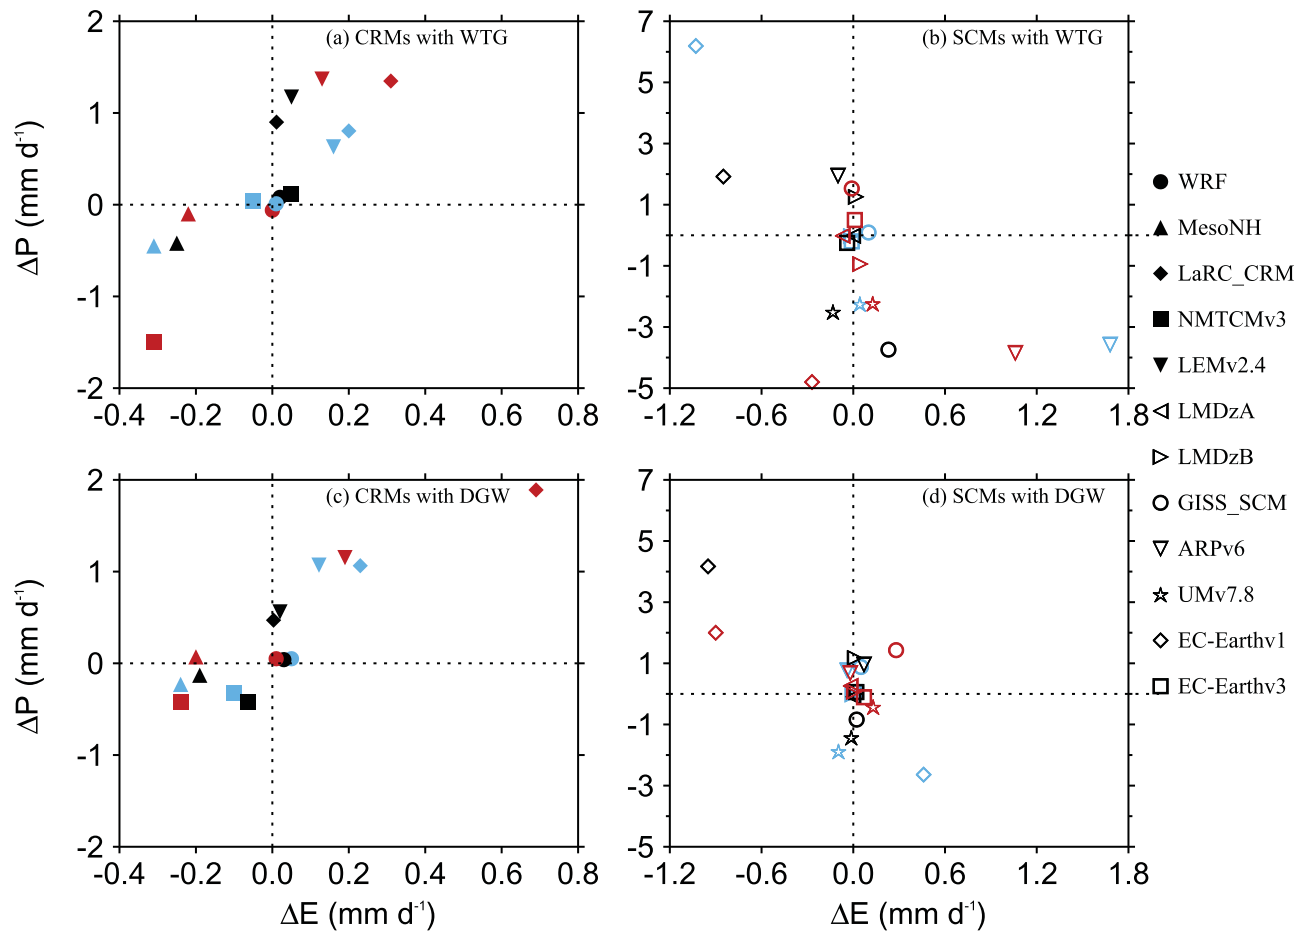 (a) CRMs with WTG
2
1
0
-1
-2
ΔP (mm d-1)
-0.4 -0.2 0.0 0.2 0.4 0.6 0.8
(b) SCMs with WTG
7
5
3
1
-1
-3
-5
-1.2 -0.6 0.0 0.6 1.2 1.8
(c) CRMs with DGW
2
1
0
-1
-2
ΔP (mm d-1)
-0.4 -0.2 0.0 0.2 0.4 0.6 0.8
ΔE (mm d-1)
(d) SCMs with DGW
7
5
3
1
-1
-3
-5
-1.2 -0.6 0.0 0.6 1.2 1.8
ΔE (mm d-1)
WRF
MesoNH
LaRC_CRM
NMTCMv3
LEMv2.4
LMDzA
LMDzB
GISS_SCM
ARPv6
UMv7.8
EC-Earthv1
EC-Earthv3